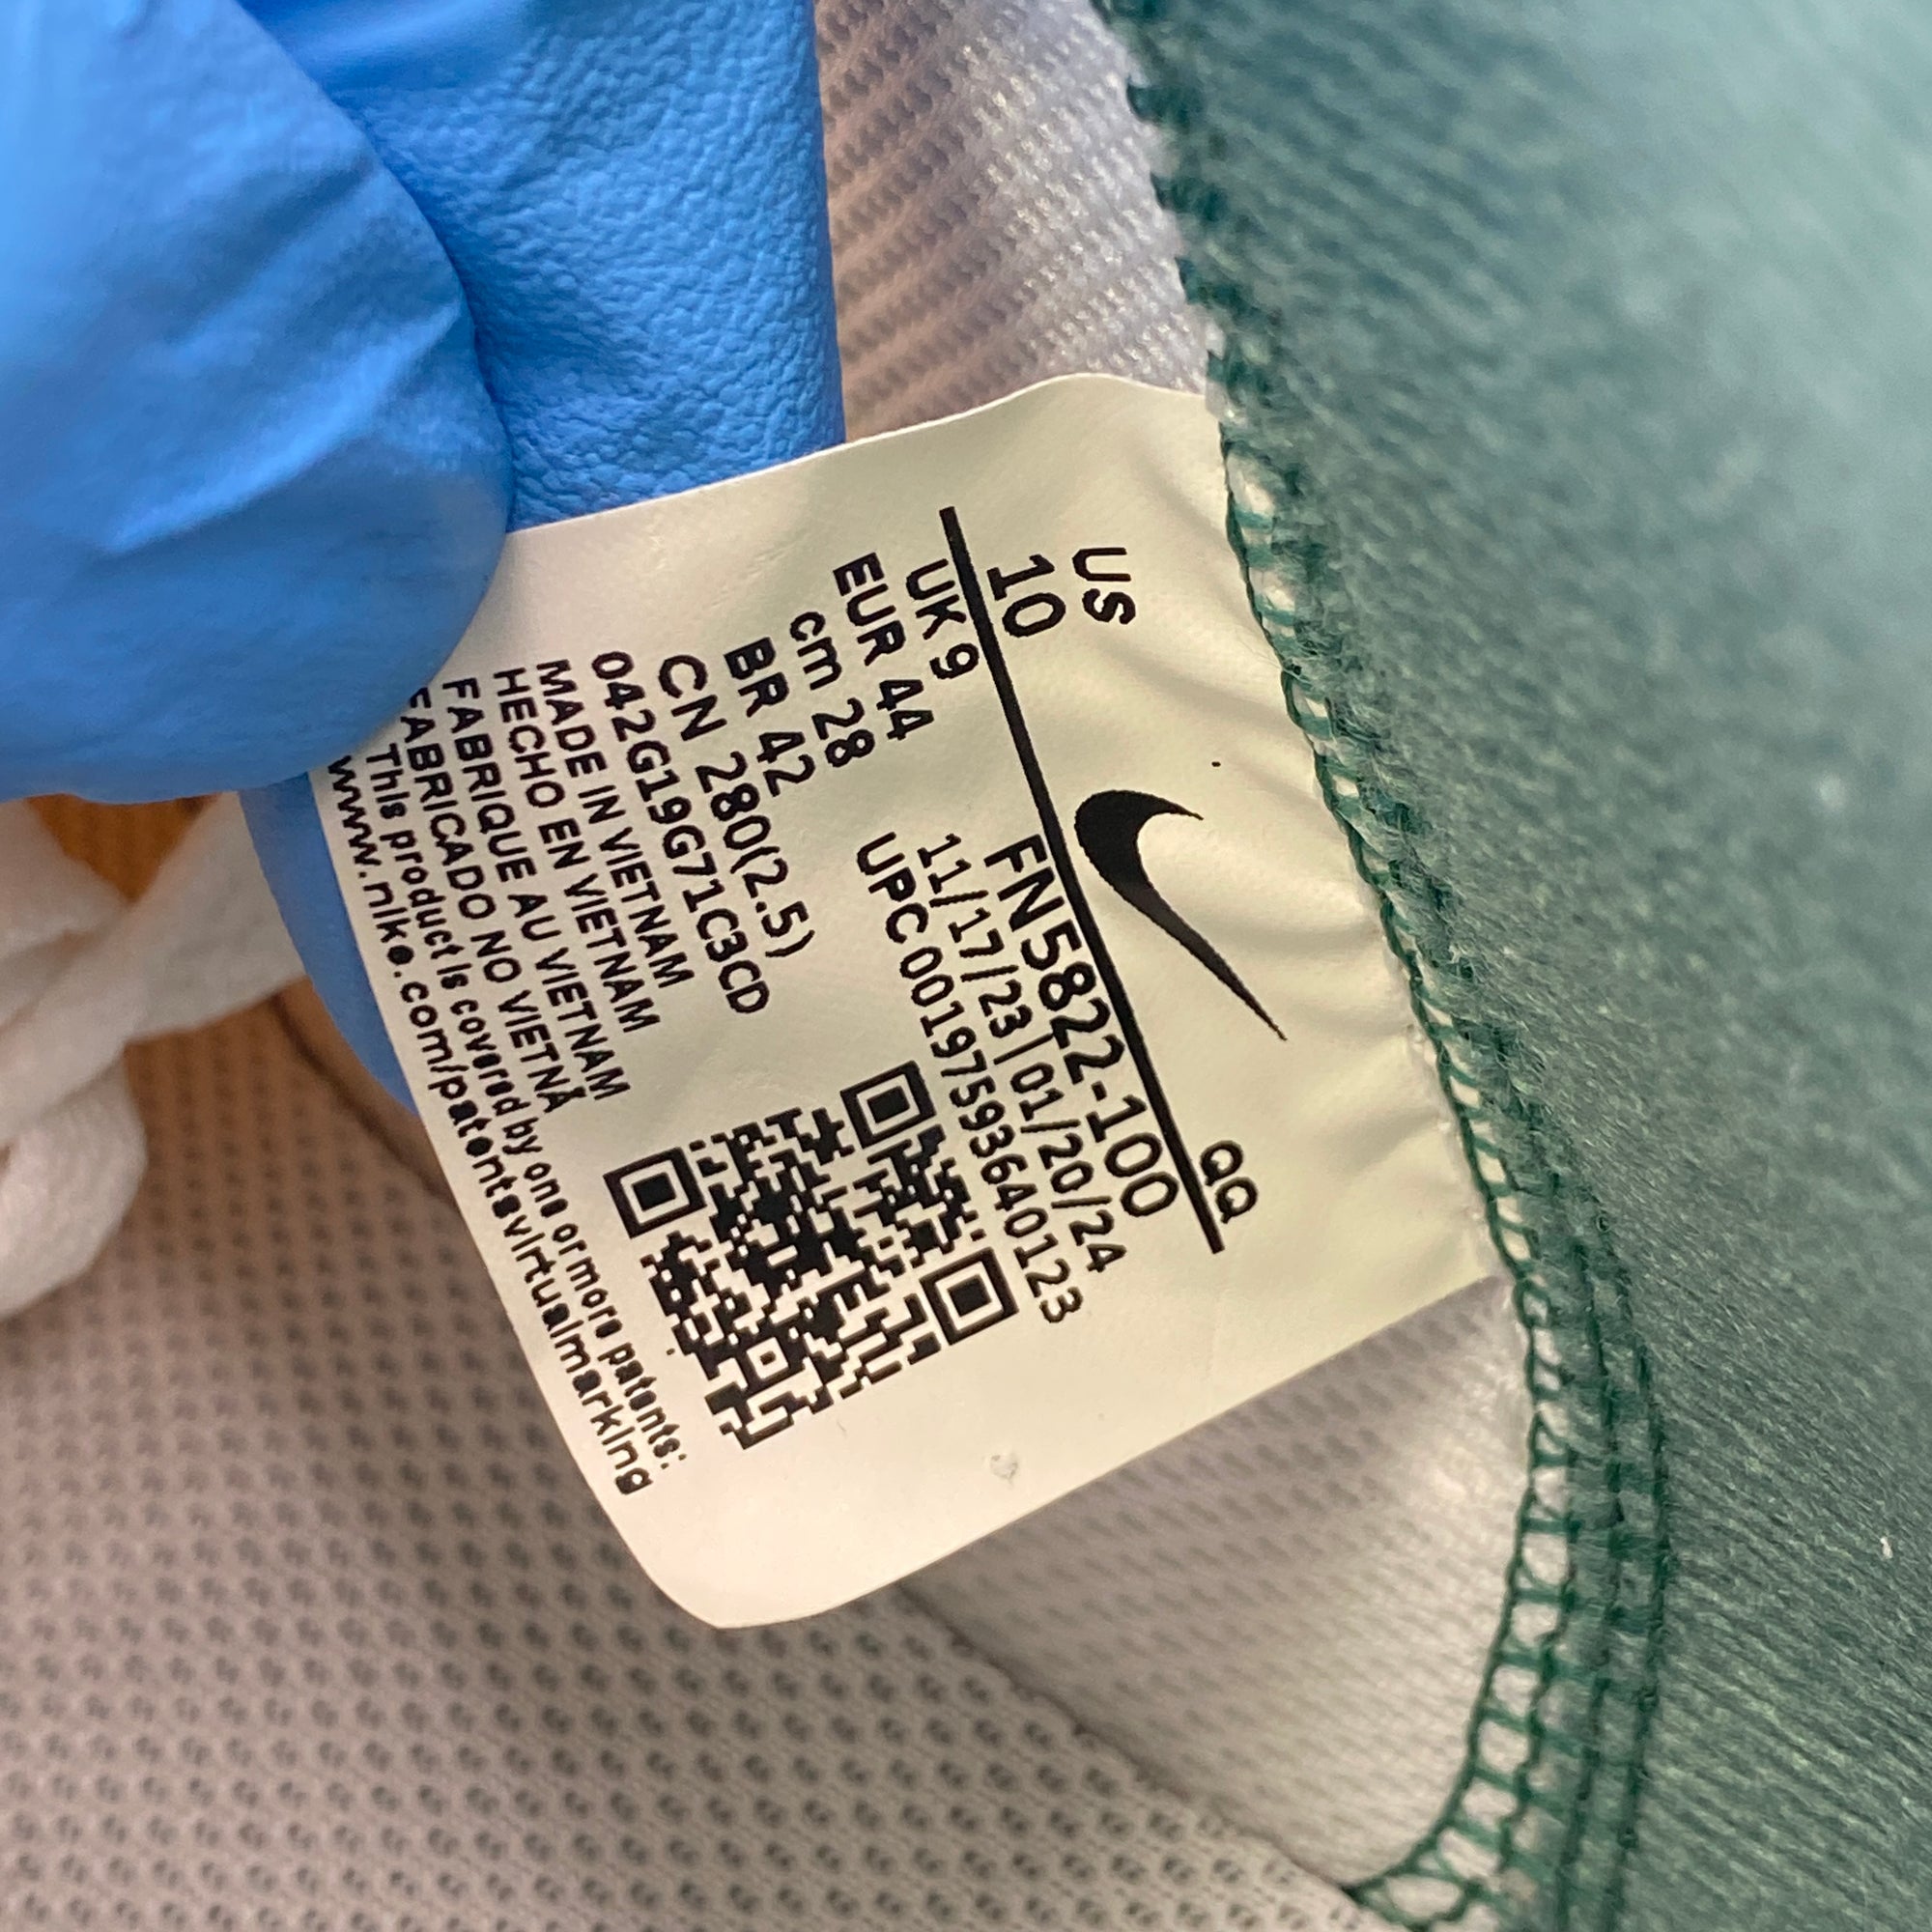 US
10
QQ
UK 9
EUR 44
cm 28
BR 42
CN 280(2.5)
042G19G71C3CD
MADE IN VIETNAM
HECHO EN VIETNAM
FABRIQUE AU VIETNAM
FABRICADO NO VIETNÃ
This product is covered by one or more patents:
www.nike.com/patentsvirtualmarking
FN5822-100
11/17/23|01/20/24
UPC 00197593640123